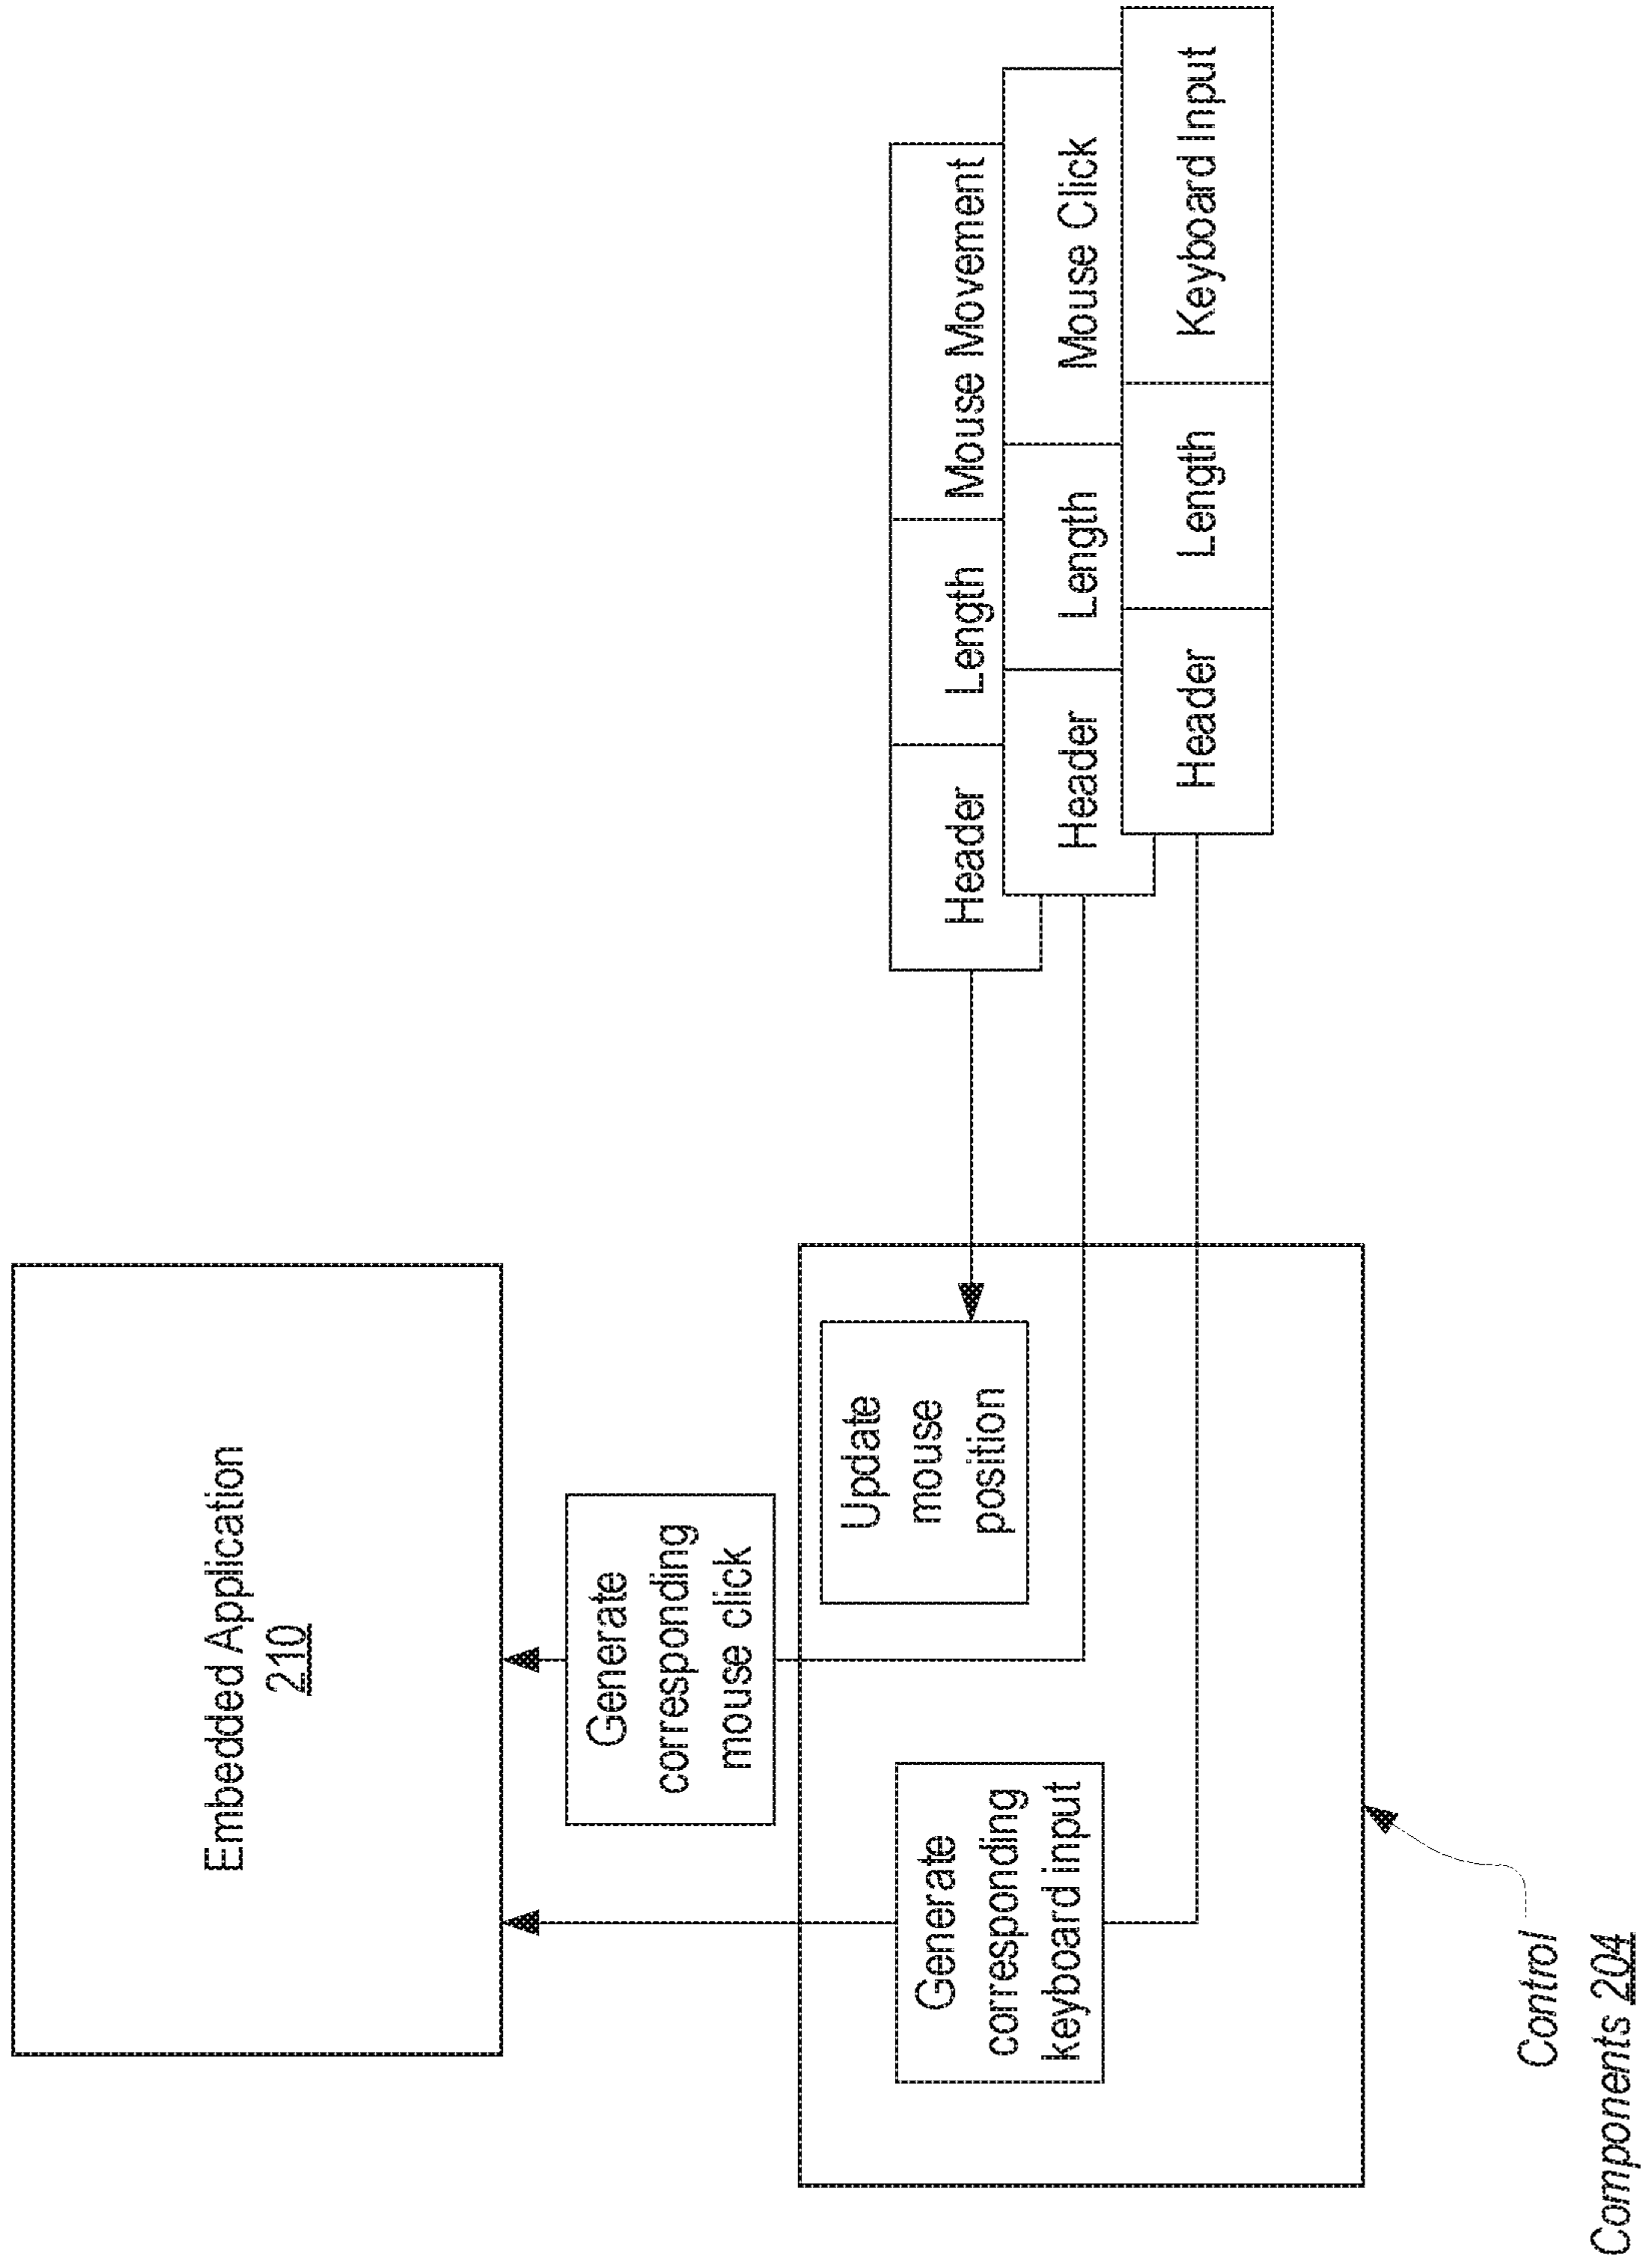 Embedded Application
210
Generate
corresponding
mouse click
Generate
corresponding
keyboard input
Update
mouse
position
Header
Length
Mouse Movement
Header
Length
Mouse Click
Header
Length
Keyboard Input
Control
Components 204